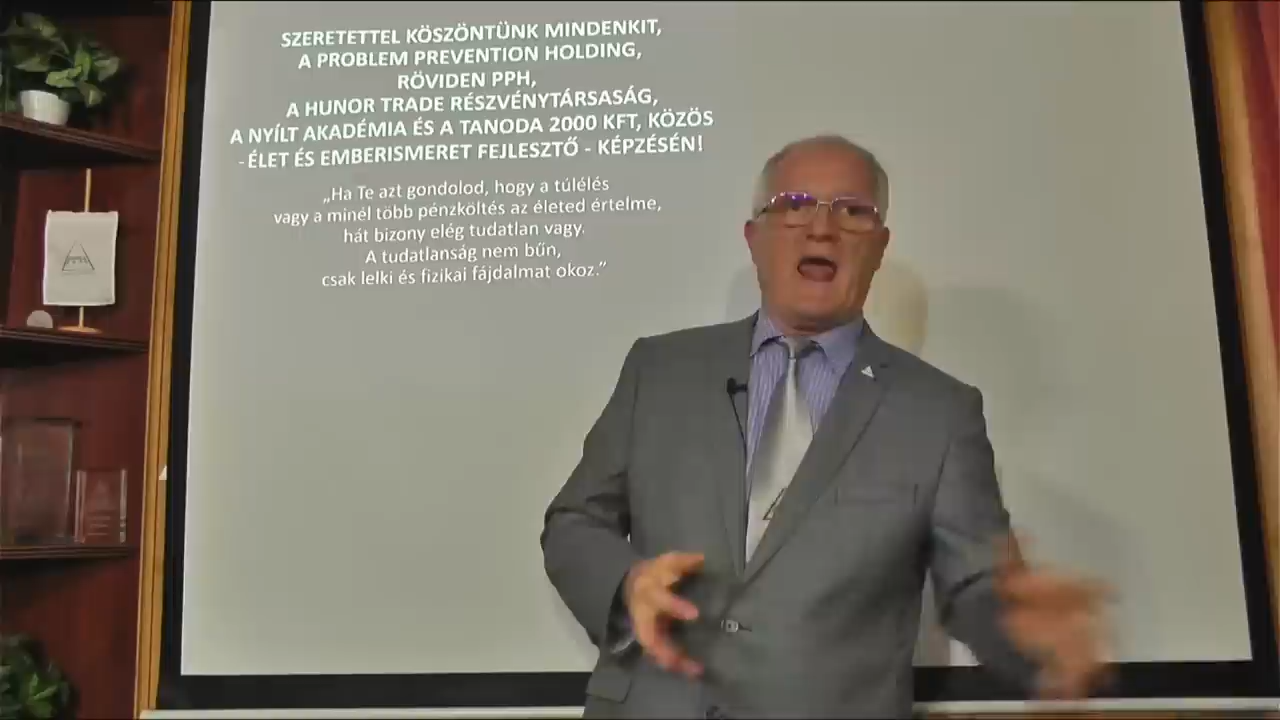 SZERETETTEL KÖSZÖNTÜNK MINDENKIT,
A PROBLEM PREVENTION HOLDING,
RÖVIDEN PPH,
A HUNOR TRADE RÉSZVÉNYTÁRSASÁG,
A NYÍLT AKADÉMIA ÉS A TANODA 2000 KFT, KÖZÖS
- ÉLET ÉS EMBERISMERET FEJLESZTŐ - KÉPZÉSÉN!
„Ha Te azt gondolod, hogy a túlélés
vagy a minél több pénzköltés az életed értelme,
hát bizony elég tudatlan vagy.
A tudatlanság nem bűn,
csak lelki és fizikai fájdalmat okoz.”